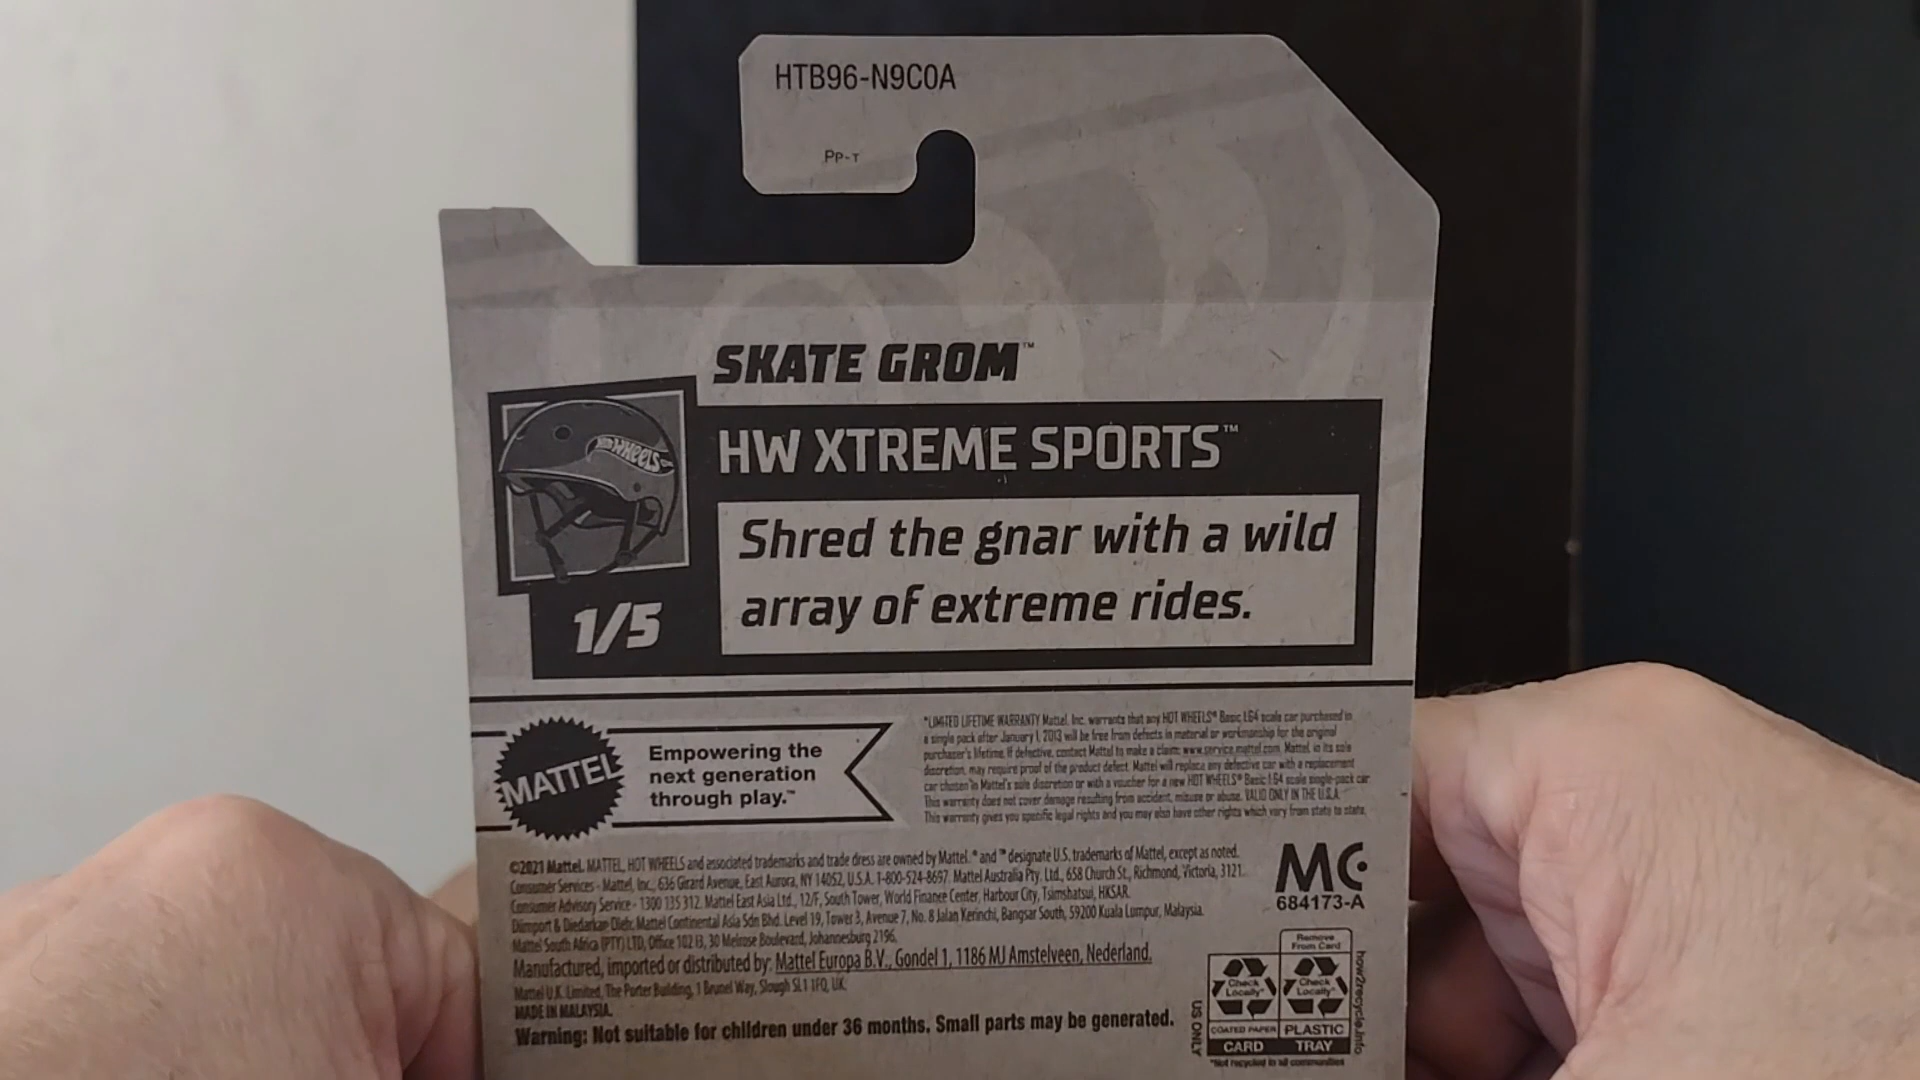 HTB96-N9C0A
PP-T
SKATE GROM™
HOT WHEELS
HW XTREME SPORTS™
Shred the gnar with a wild
array of extreme rides.
1/5
MATTEL
Empowering the
next generation
through play.™
*LIMITED LIFETIME WARRANTY Mattel, Inc. warrants that any HOT WHEELS® Basic 1:64 scale car purchased in
a single pack after January 1, 2013 will be free from defects in material or workmanship for the original
purchaser's lifetime. If defective, contact Mattel to make a claim: www.service.mattel.com. Mattel, in its sole
discretion, may require proof of the product defect. Mattel will replace any defective car with a replacement
car chosen in Mattel's sole discretion or with a voucher for a new HOT WHEELS® Basic 1:64 scale single-pack car.
This warranty does not cover damage resulting from accident, misuse or abuse. VALID ONLY IN THE U.S.A.
This warranty gives you specific legal rights and you may also have other rights which vary from state to state.
©2021 Mattel. MATTEL, HOT WHEELS and associated trademarks and trade dress are owned by Mattel. ® and ™ designate U.S. trademarks of Mattel, except as noted.
Consumer Services - Mattel, Inc., 636 Girard Avenue, East Aurora, NY 14052, U.S.A. 1-800-524-8697. Mattel Australia Pty. Ltd., 658 Church St., Richmond, Victoria, 3121.
Consumer Advisory Service - 1300 135 312. Mattel East Asia Ltd., 12/F, South Tower, World Finance Center, Harbour City, Tsimshatsui, HKSAR.
Diimport & Diedarkan Oleh: Mattel Continental Asia Sdn Bhd. Level 19, Tower 3, Avenue 7, No. 8 Jalan Kerinchi, Bangsar South, 59200 Kuala Lumpur, Malaysia.
Mattel South Africa (PTY) LTD, Office 102 I3, 30 Melrose Boulevard, Johannesburg 2196.
Manufactured, imported or distributed by: Mattel Europa B.V., Gondel 1, 1186 MJ Amstelveen, Nederland.
Mattel U.K. Limited, The Porter Building, 1 Brunel Way, Slough SL1 1FQ, UK.
MADE IN MALAYSIA.
Warning: Not suitable for children under 36 months. Small parts may be generated.
MC
684173-A
Remove
From Card
Check
Locally*
Check
Locally*
COATED PAPER
PLASTIC
CARD
TRAY
*Not recycled in all communities
US ONLY
how2recycle.info